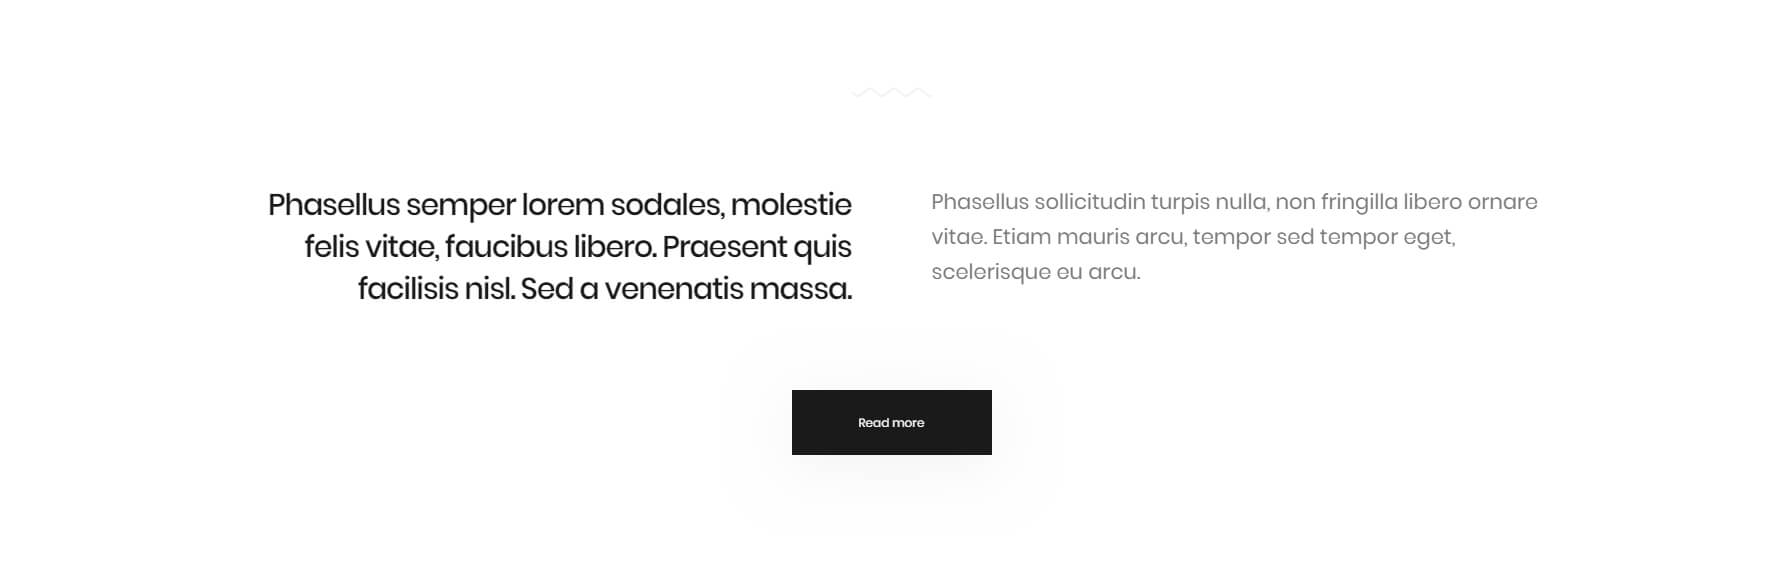 Phasellus semper lorem sodales, molestie
felis vitae, faucibus libero. Praesent quis
facilisis nisl. Sed a venenatis massa.
Phasellus sollicitudin turpis nulla, non fringilla libero ornare
vitae. Etiam mauris arcu, tempor sed tempor eget,
scelerisque eu arcu.
Read more